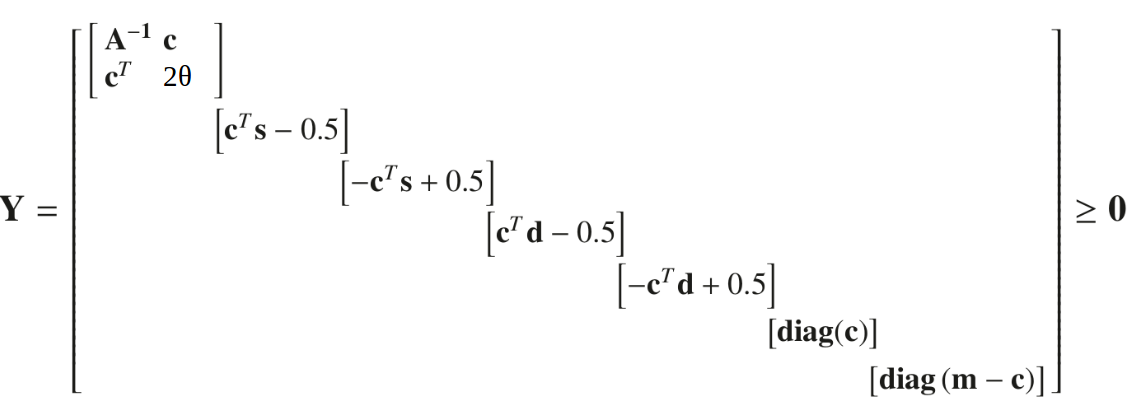 A⁻¹ c
cᵀ 2θ
[cᵀs − 0.5]
[−cᵀs + 0.5]
Y = [cᵀd − 0.5] ≥ 0
[−cᵀd + 0.5]
[diag(c)]
[diag (m − c)]